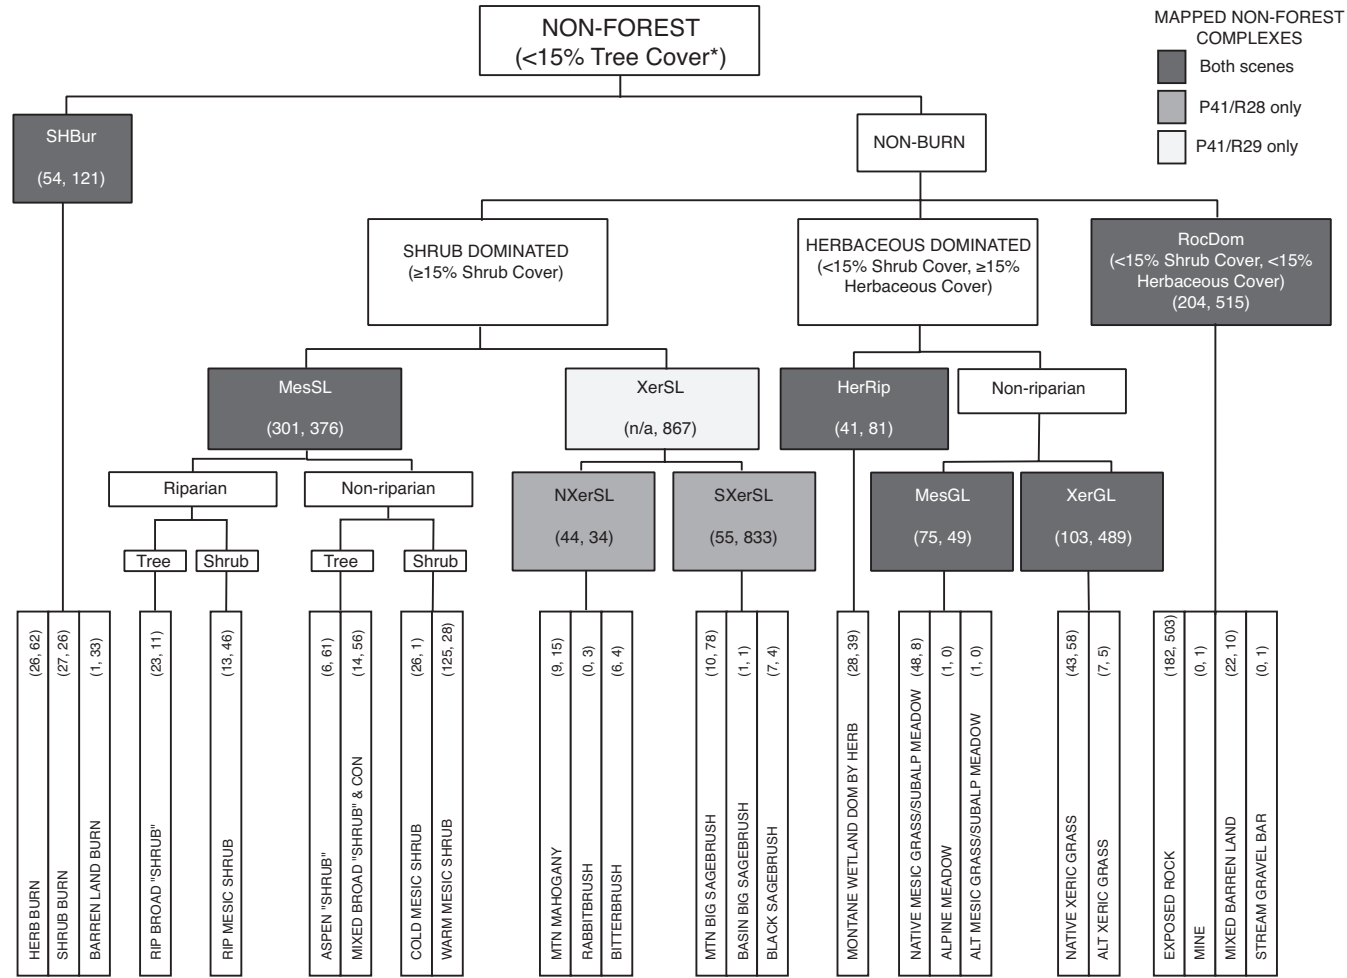 NON-FOREST
(<15% Tree Cover*)
MAPPED NON-FOREST
COMPLEXES
Both scenes
P41/R28 only
P41/R29 only
SHBur
(54, 121)
NON-BURN
SHRUB DOMINATED
(≥15% Shrub Cover)
HERBACEOUS DOMINATED
(<15% Shrub Cover, ≥15%
Herbaceous Cover)
RocDom
(<15% Shrub Cover, <15%
Herbaceous Cover)
(204, 515)
MesSL
(301, 376)
XerSL
(n/a, 867)
HerRip
(41, 81)
Non-riparian
Riparian
Non-riparian
NXerSL
(44, 34)
SXerSL
(55, 833)
MesGL
(75, 49)
XerGL
(103, 489)
Tree
Shrub
Tree
Shrub
HERB BURN (26, 62)
SHRUB BURN (27, 26)
BARREN LAND BURN (1, 33)
RIP BROAD "SHRUB" (23, 11)
RIP MESIC SHRUB (13, 46)
ASPEN "SHRUB" (6, 61)
MIXED BROAD "SHRUB" & CON (14, 56)
COLD MESIC SHRUB (26, 1)
WARM MESIC SHRUB (125, 28)
MTN MAHOGANY (9, 15)
RABBITBRUSH (0, 3)
BITTERBRUSH (6, 4)
MTN BIG SAGEBRUSH (10, 78)
BASIN BIG SAGEBRUSH (1, 1)
BLACK SAGEBRUSH (7, 4)
MONTANE WETLAND DOM BY HERB (28, 39)
NATIVE MESIC GRASS/SUBALP MEADOW (48, 8)
ALPINE MEADOW (1, 0)
ALT MESIC GRASS/SUBALP MEADOW (1, 0)
NATIVE XERIC GRASS (43, 58)
ALT XERIC GRASS (7, 5)
EXPOSED ROCK (182, 503)
MINE (0, 1)
MIXED BARREN LAND (22, 10)
STREAM GRAVEL BAR (0, 1)